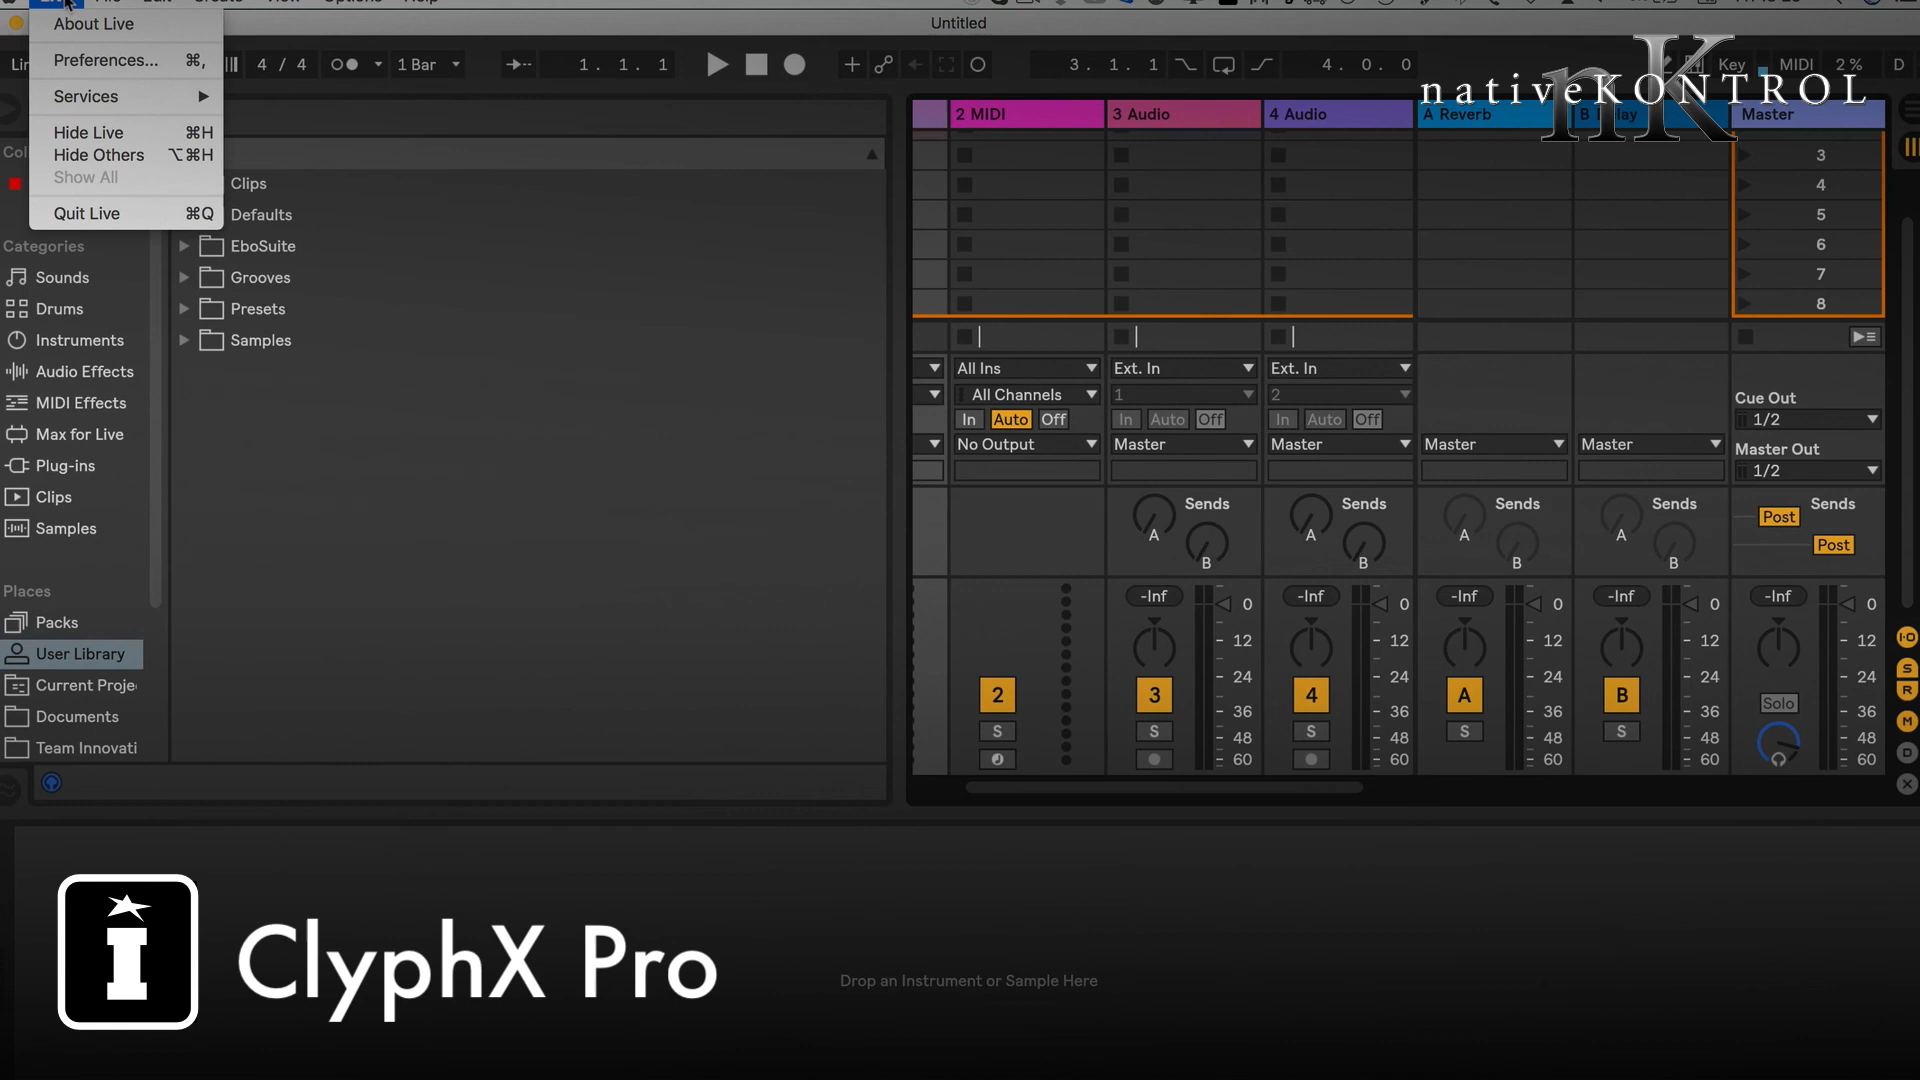 Untitled
About Live
Preferences... ⌘,
Services
Hide Live ⌘H
Hide Others ⌥⌘H
Show All
Quit Live ⌘Q
4 / 4
1 Bar
1. 1. 1
3. 1. 1
4. 0. 0
Key
MIDI
2 %
D
nativeKONTROL
nK
Clips
Defaults
EboSuite
Grooves
Presets
Samples
Categories
Sounds
Drums
Instruments
Audio Effects
MIDI Effects
Max for Live
Plug-ins
Clips
Samples
Places
Packs
User Library
Current Proje
Documents
Team Innovati
2 MIDI
3 Audio
4 Audio
A Reverb
Master
3
4
5
6
7
8
All Ins
Ext. In
Ext. In
All Channels
1
2
Cue Out
In Auto Off
In Auto Off
In Auto Off
1/2
No Output
Master
Master
Master
Master
Master Out
1/2
Sends
Sends
Sends
Sends
Sends
A
B
A
B
A
B
A
B
Post
Post
-Inf
0
-Inf
0
-Inf
0
-Inf
0
-Inf
0
12
12
12
12
12
24
24
24
24
24
2
3
4
A
B
Solo
36
36
36
36
36
S
S
S
S
S
48
48
48
48
48
60
60
60
60
60
I·O
S
R
M
D
ClyphX Pro
Drop an Instrument or Sample Here